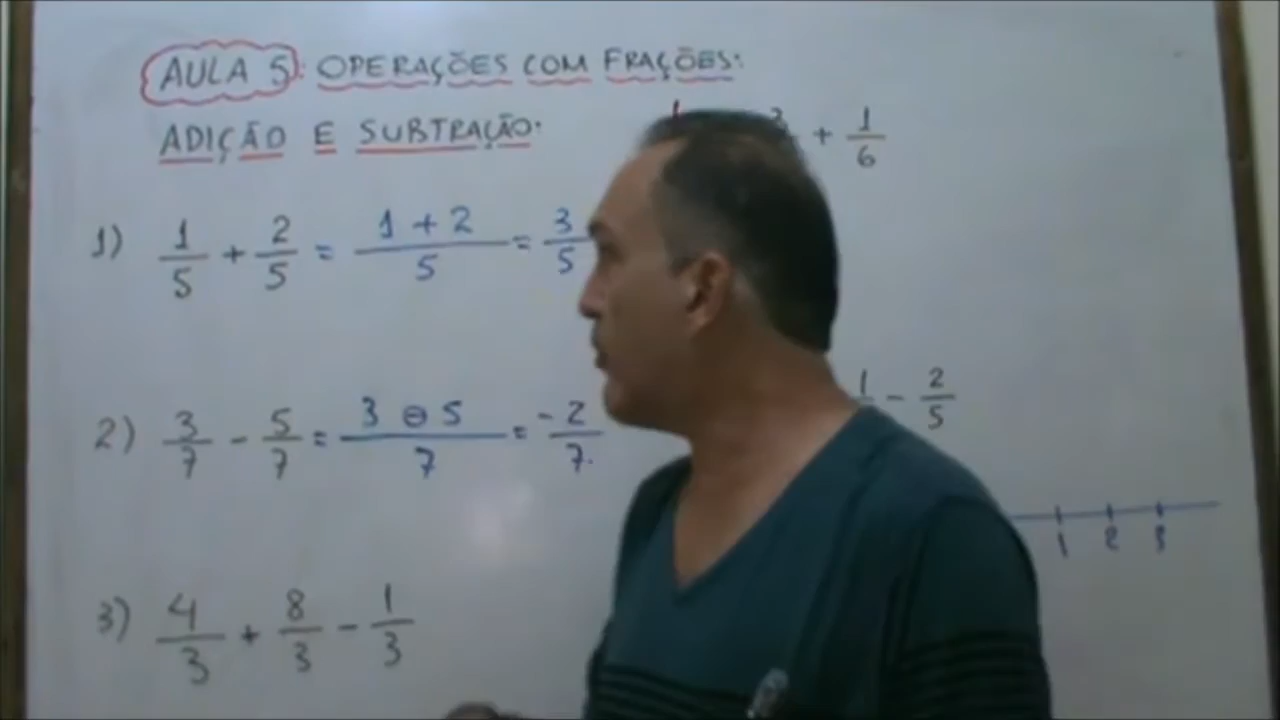 AULA 5: OPERAÇÕES COM FRAÇÕES:
ADIÇÃO E SUBTRAÇÃO:
+ 1/6
1) 1/5 + 2/5 = 1 + 2/5 = 3/5
2) 3/7 - 5/7 = 3 ⊖ 5/7 = -2/7.
1 - 2/5
1 2 3
3) 4/3 + 8/3 - 1/3